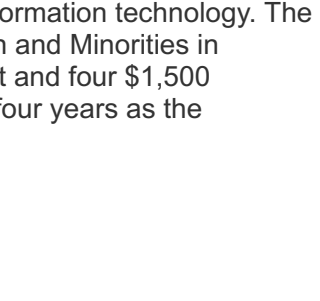 ormation technology. The
n and Minorities in
t and four $1,500
four years as the